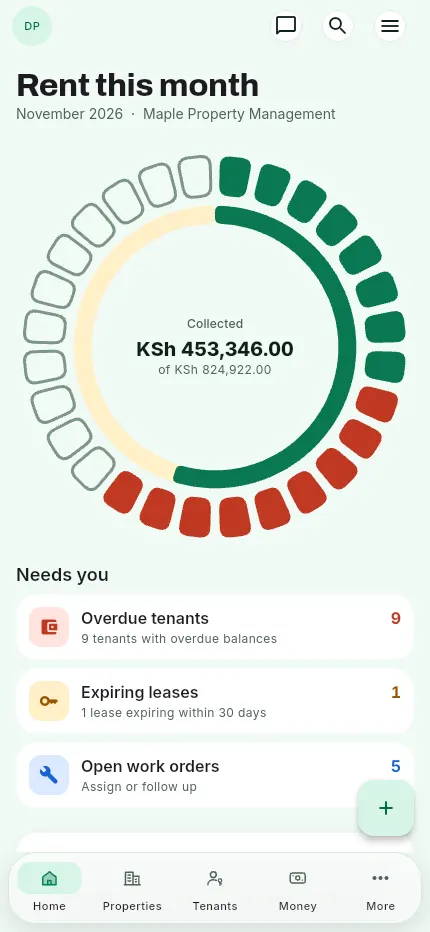 DP
Rent this month
November 2026 · Maple Property Management
Collected
KSh 453,346.00
of KSh 824,922.00
Needs you
Overdue tenants
9
9 tenants with overdue balances
Expiring leases
1
1 lease expiring within 30 days
Open work orders
5
Assign or follow up
+
Home
Properties
Tenants
Money
More